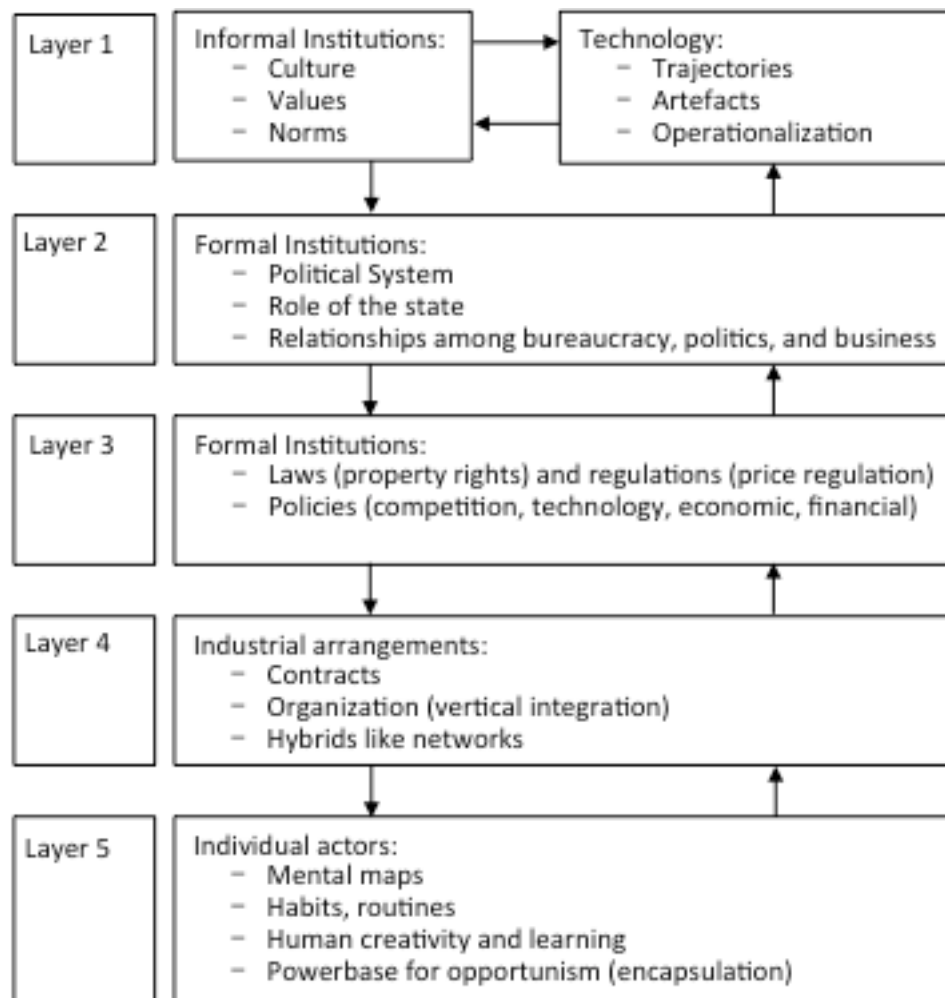 Layer 1
Informal Institutions:
– Culture
– Values
– Norms
Technology:
– Trajectories
– Artefacts
– Operationalization
Layer 2
Formal Institutions:
– Political System
– Role of the state
– Relationships among bureaucracy, politics, and business
Layer 3
Formal Institutions:
– Laws (property rights) and regulations (price regulation)
– Policies (competition, technology, economic, financial)
Layer 4
Industrial arrangements:
– Contracts
– Organization (vertical integration)
– Hybrids like networks
Layer 5
Individual actors:
– Mental maps
– Habits, routines
– Human creativity and learning
– Powerbase for opportunism (encapsulation)